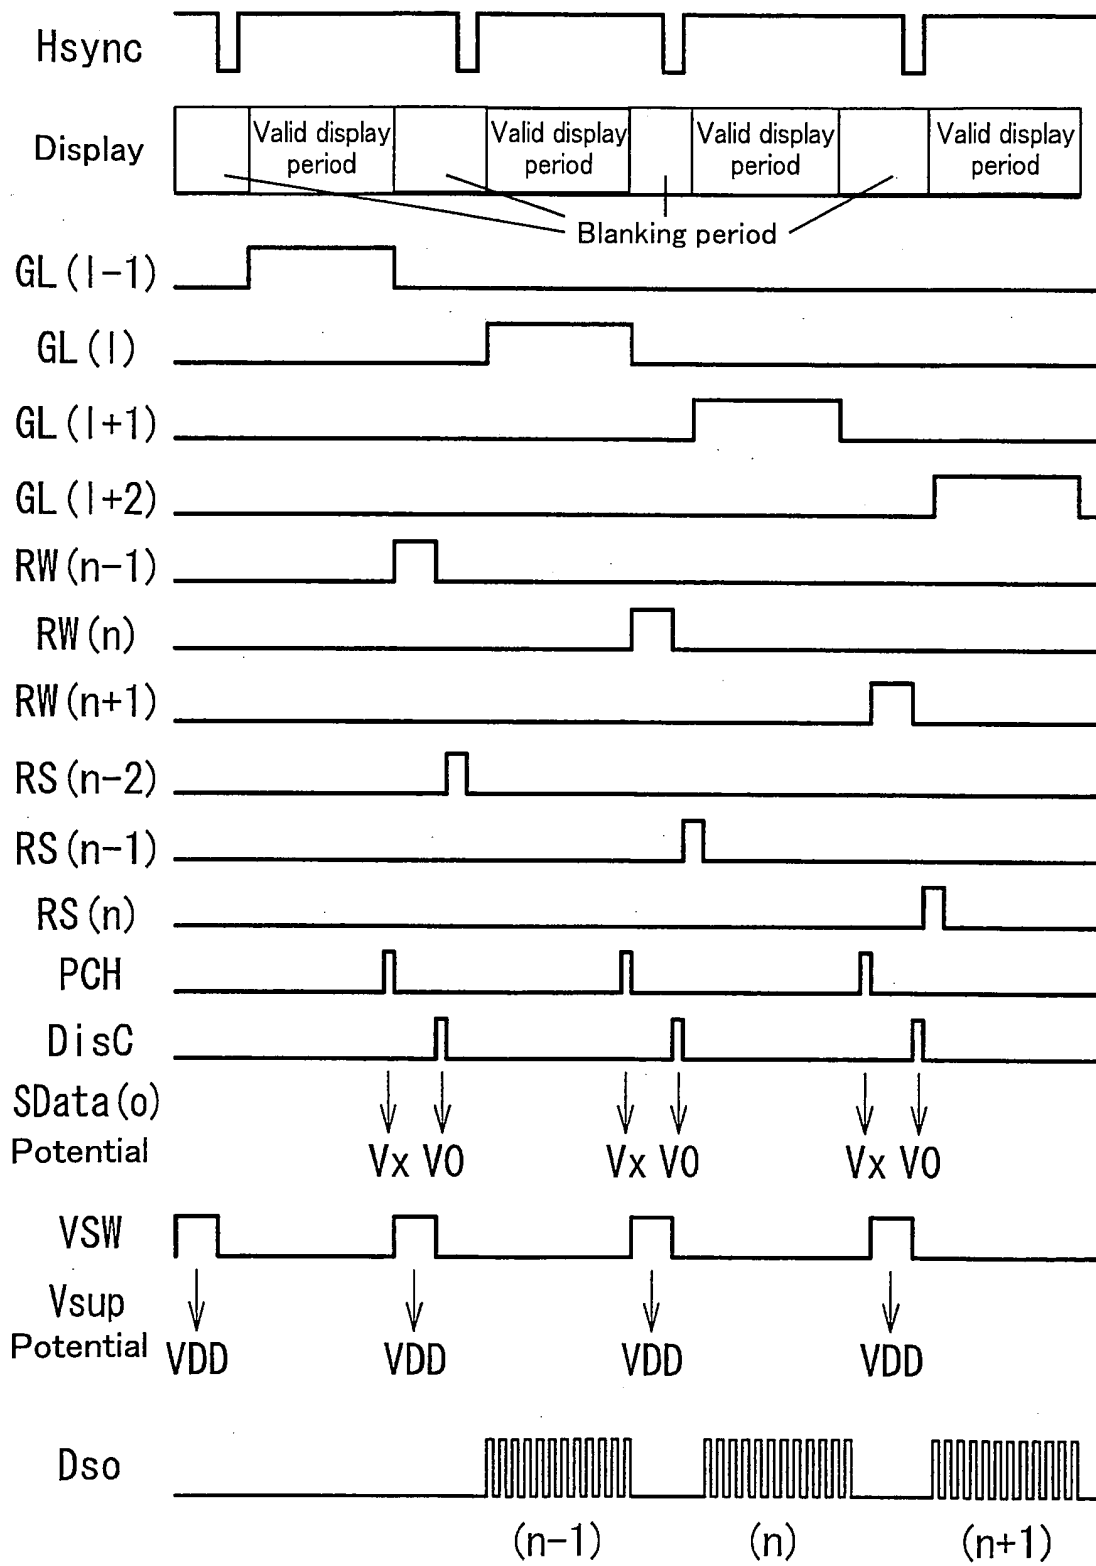 Hsync
Display
Valid display period
Valid display period
Valid display period
Valid display period
Blanking period
GL(l-1)
GL(l)
GL(l+1)
GL(l+2)
RW(n-1)
RW(n)
RW(n+1)
RS(n-2)
RS(n-1)
RS(n)
PCH
DisC
SData(o)
Potential
Vx V0 Vx V0 Vx V0
VSW
Vsup
Potential
VDD VDD VDD VDD
Dso
(n-1) (n) (n+1)